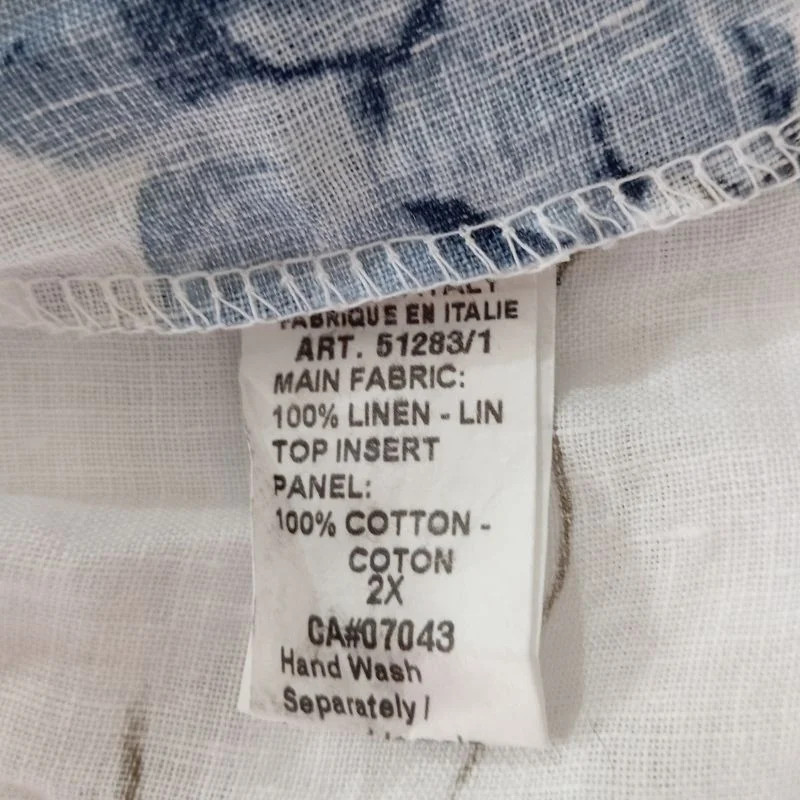 ITALY
FABRIQUE EN ITALIE
ART. 51283/1
MAIN FABRIC:
100% LINEN - LIN
TOP INSERT
PANEL:
100% COTTON -
COTON
2X
CA#07043
Hand Wash
Separately /